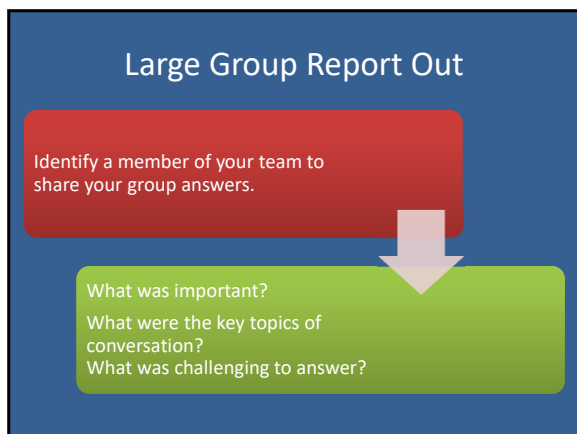 Large Group Report Out
Identify a member of your team to
share your group answers.
What was important?
What were the key topics of
conversation?
What was challenging to answer?